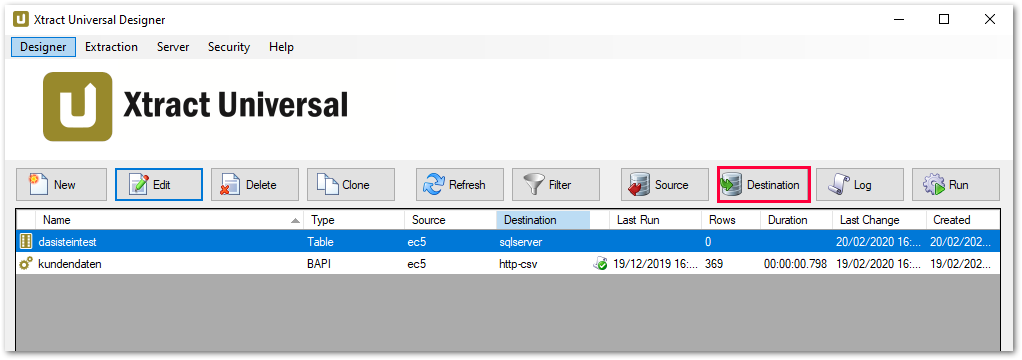 Xtract Universal Designer
Designer Extraction Server Security Help
Xtract Universal
New Edit Delete Clone Refresh Filter Source Destination Log Run
Name Type Source Destination Last Run Rows Duration Last Change Created
dasisteintest Table ec5 sqlserver 0 20/02/2020 16:... 20/02/202...
kundendaten BAPI ec5 http-csv 19/12/2019 16:... 369 00:00:00.798 19/02/2020 16:... 19/02/202...